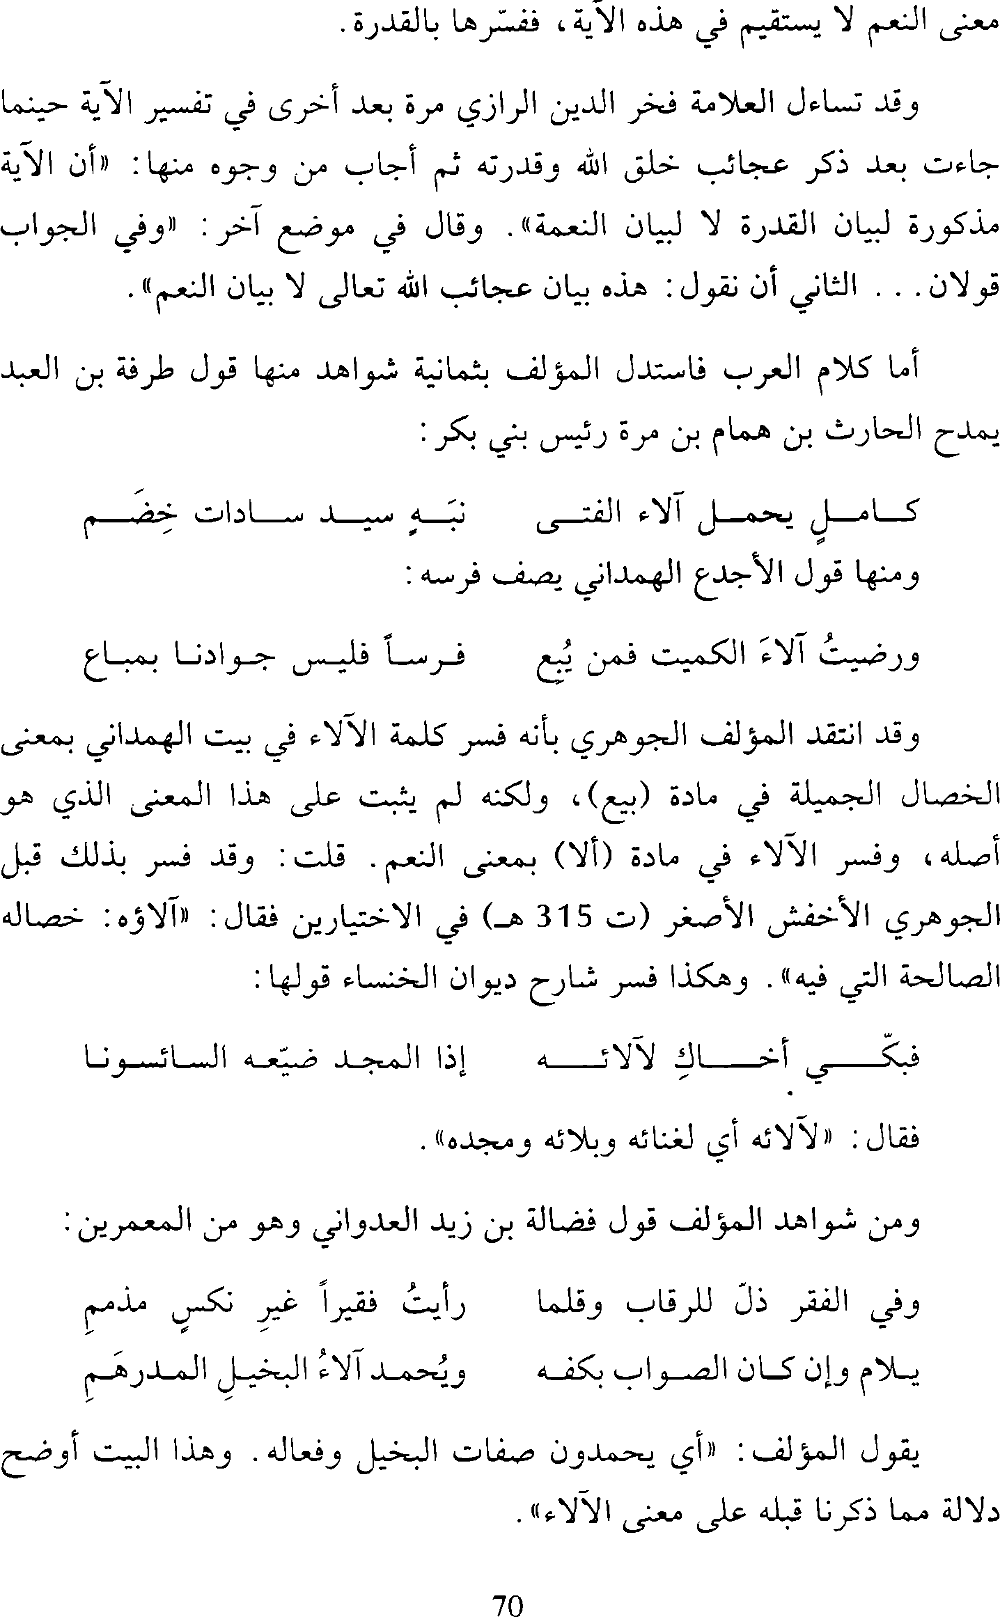 معنى النعم لا يستقيم في هذه الآية، ففسّرها بالقدرة.
وقد تساءل العلامة فخر الدين الرازي مرة بعد أخرى في تفسير الآية حينما
جاءت بعد ذكر عجائب خلق الله وقدرته ثم أجاب من وجوه منها: «أن الآية
مذكورة لبيان القدرة لا لبيان النعمة». وقال في موضع آخر: «وفي الجواب
قولان... الثاني أن نقول: هذه بيان عجائب الله تعالى لا بيان النعم».
أما كلام العرب فاستدل المؤلف بثمانية شواهد منها قول طرفة بن العبد
يمدح الحارث بن همام بن مرة رئيس بني بكر:
كـامـلٍ يحمـل آلاء الفتـى نبَـهٍ سيد سـادات خِضَـم
ومنها قول الأجدع الهمداني يصف فرسه:
ورضيتُ آلاءَ الكميت فمن يُبِع فـرساً فليـس جـوادنـا بمبـاع
وقد انتقد المؤلف الجوهري بأنه فسر كلمة الآلاء في بيت الهمداني بمعنى
الخصال الجميلة في مادة (بيع)، ولكنه لم يثبت على هذا المعنى الذي هو
أصله، وفسر الآلاء في مادة (ألا) بمعنى النعم. قلت: وقد فسر بذلك قبل
الجوهري الأخفش الأصغر (ت 315 هـ) في الاختيارين فقال: «آلاؤه: خصاله
الصالحة التي فيه». وهكذا فسر شارح ديوان الخنساء قولها:
فبكّـي أخـاكِ لآلائـه إذا المجـد ضيّعـه السـائسـونـا
فقال: «لآلائه أي لغنائه وبلائه ومجده».
ومن شواهد المؤلف قول فضالة بن زيد العدواني وهو من المعمرين:
وفي الفقر ذلّ للرقاب وقلما رأيتُ فقيراً غيرِ نكسٍ مذممِ
يـلام وإن كـان الصـواب بكفـه ويُحمـد آلاءُ البخيـلِ المـدرهَـمِ
يقول المؤلف: «أي يحمدون صفات البخيل وفعاله. وهذا البيت أوضح
دلالة مما ذكرنا قبله على معنى الآلاء».
70